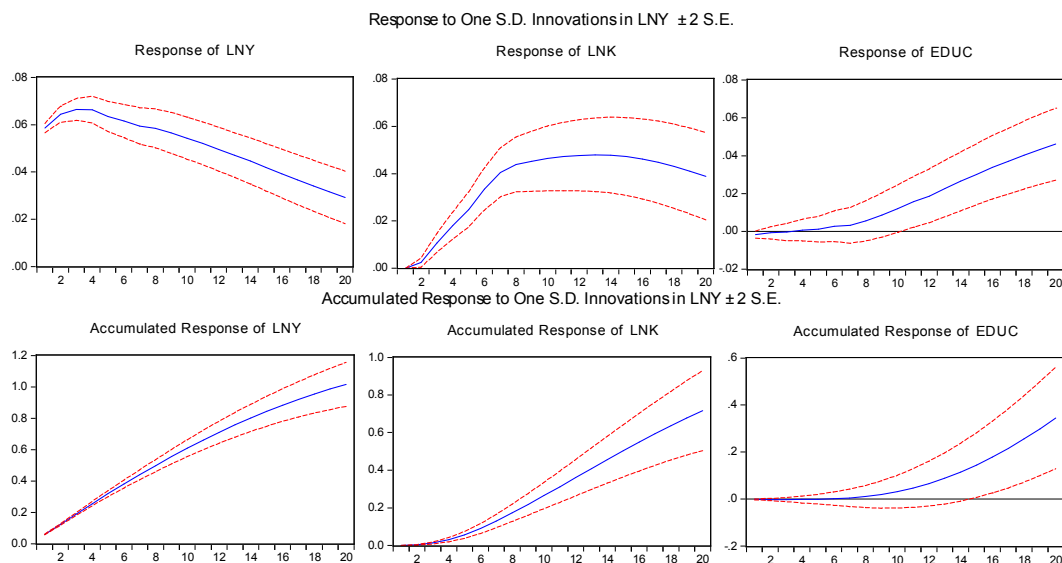 Response to One S.D. Innovations in LNY ±2 S.E.
Response of LNY
Response of LNK
Response of EDUC
.08
.06
.04
.02
.00
2 4 6 8 10 12 14 16 18 20
.08
.06
.04
.02
.00
2 4 6 8 10 12 14 16 18 20
.08
.06
.04
.02
.00
-.02
2 4 6 8 10 12 14 16 18 20
Accumulated Response to One S.D. Innovations in LNY ±2 S.E.
Accumulated Response of LNY
Accumulated Response of LNK
Accumulated Response of EDUC
1.2
1.0
0.8
0.6
0.4
0.2
0.0
2 4 6 8 10 12 14 16 18 20
1.0
0.8
0.6
0.4
0.2
0.0
2 4 6 8 10 12 14 16 18 20
.6
.4
.2
.0
-.2
2 4 6 8 10 12 14 16 18 20